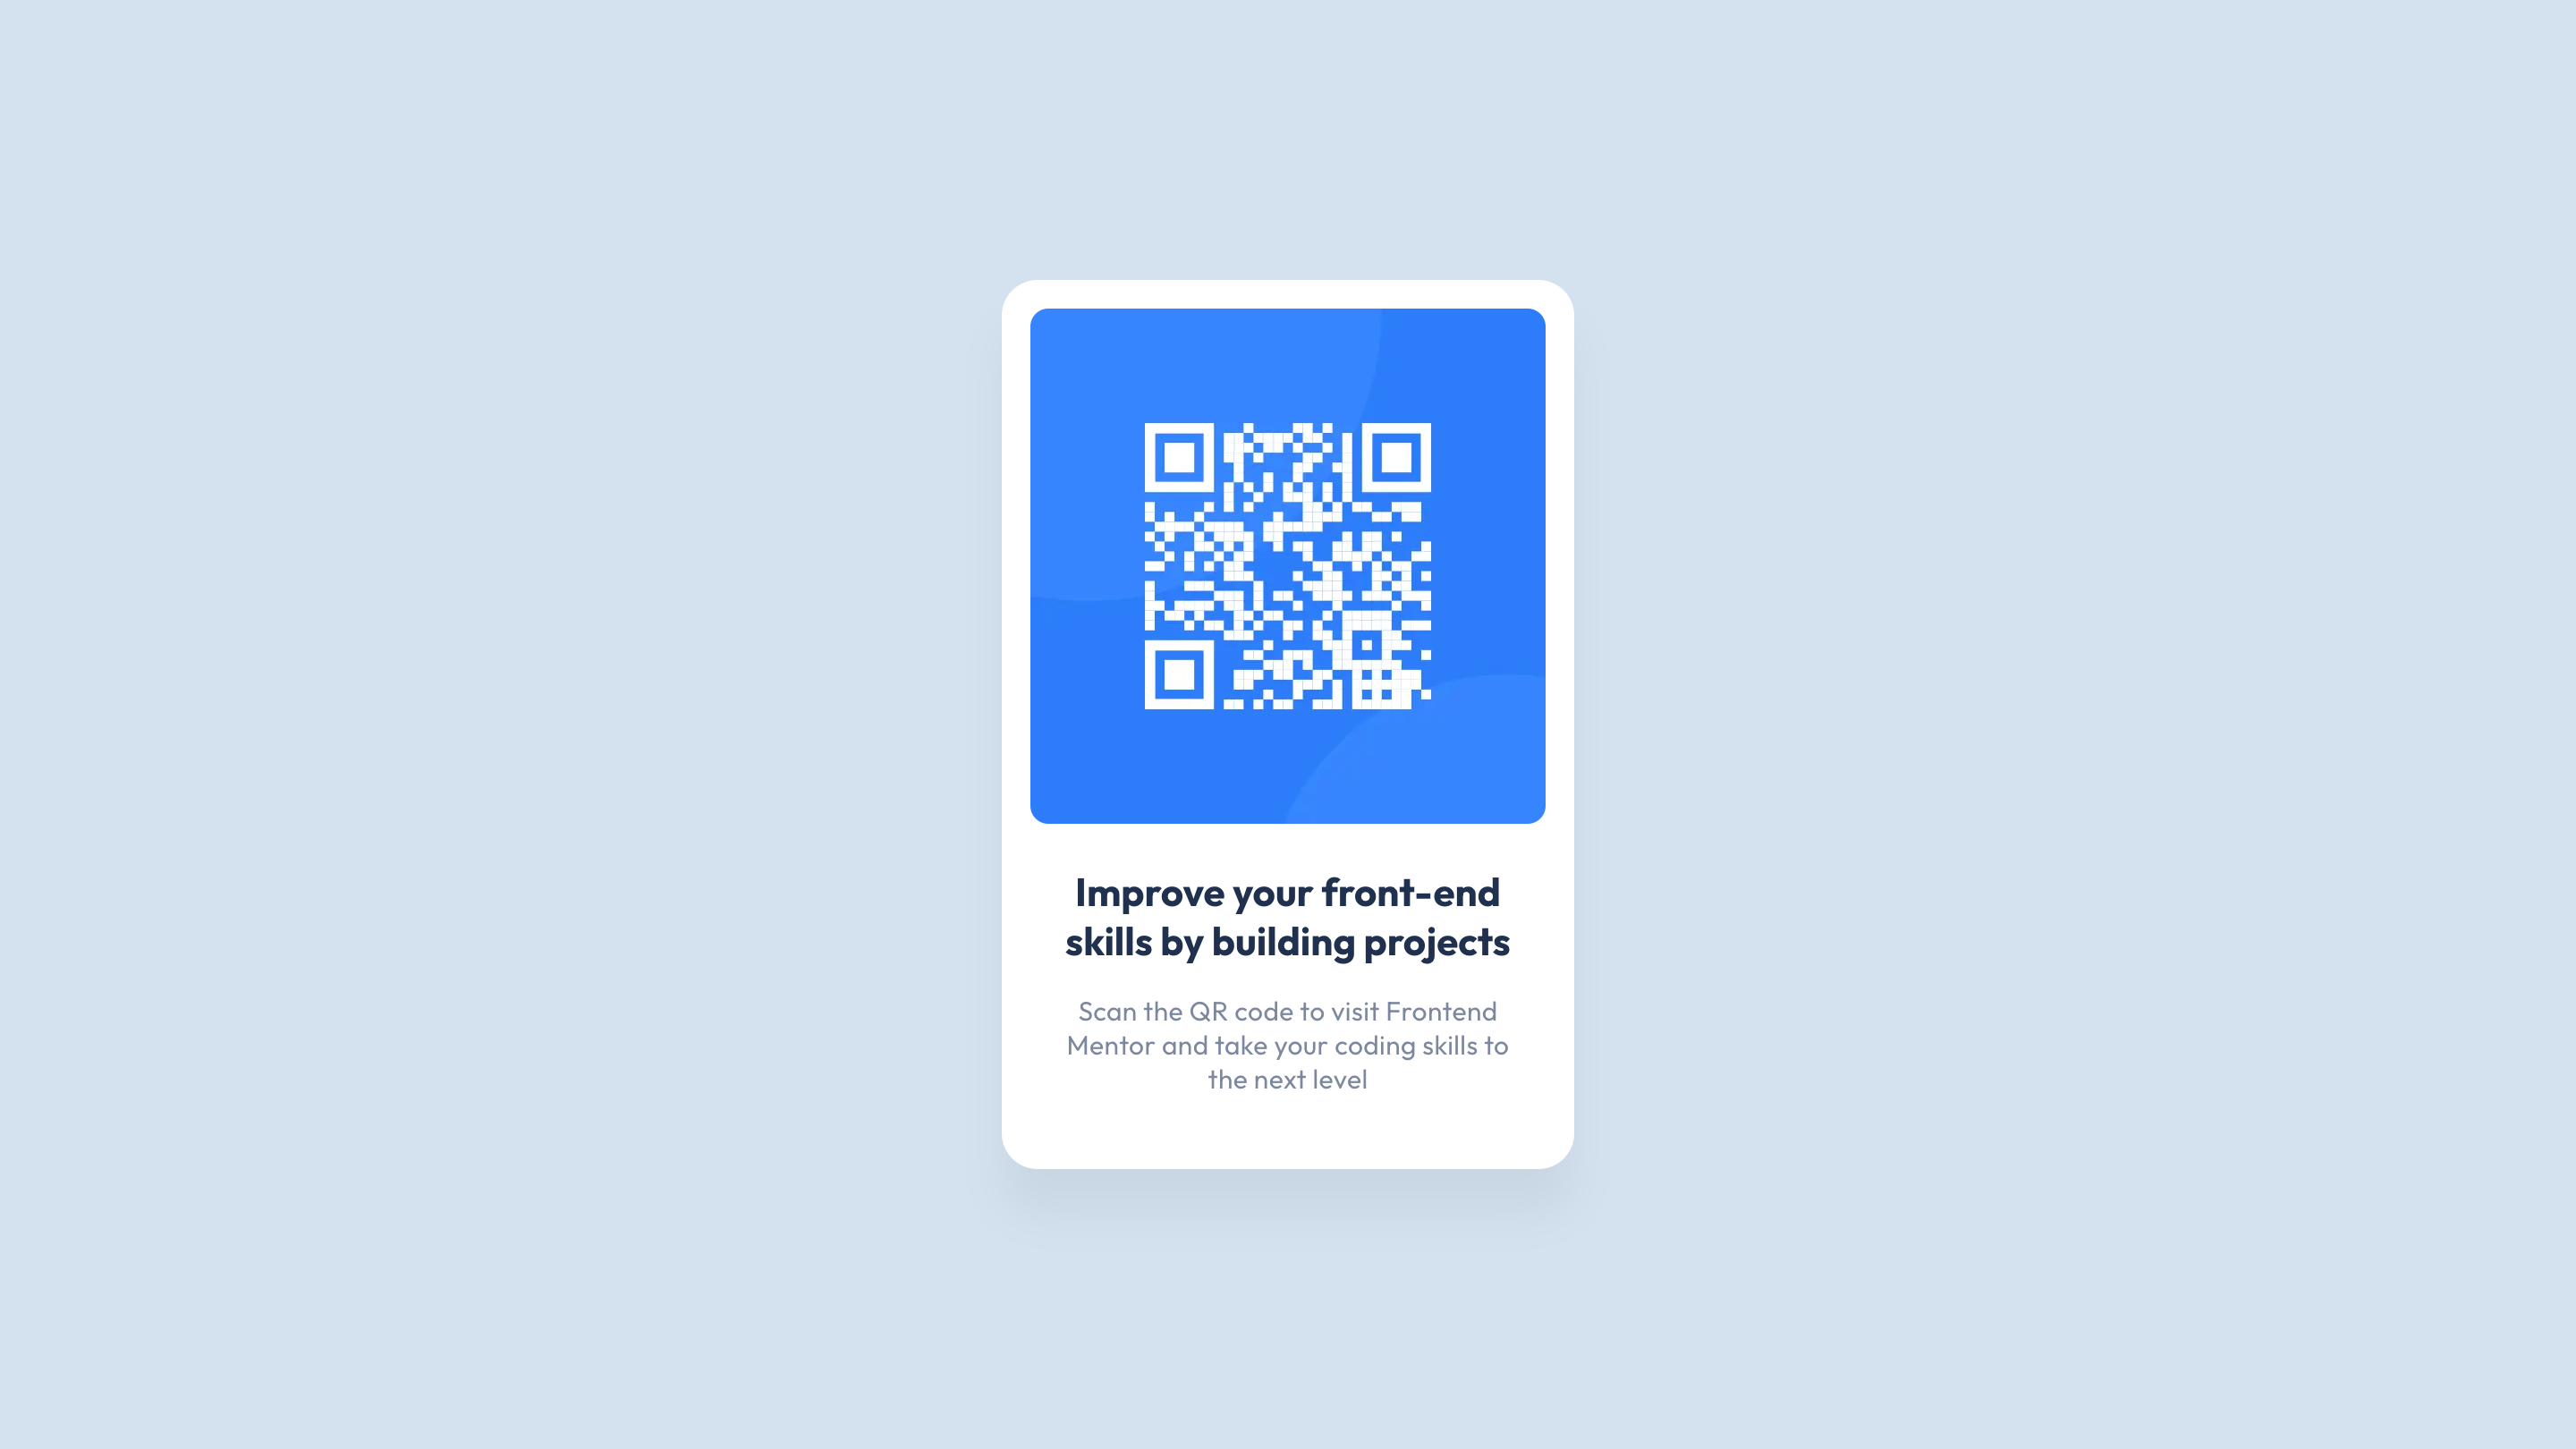 Improve your front-end
skills by building projects
Scan the QR code to visit Frontend
Mentor and take your coding skills to
the next level